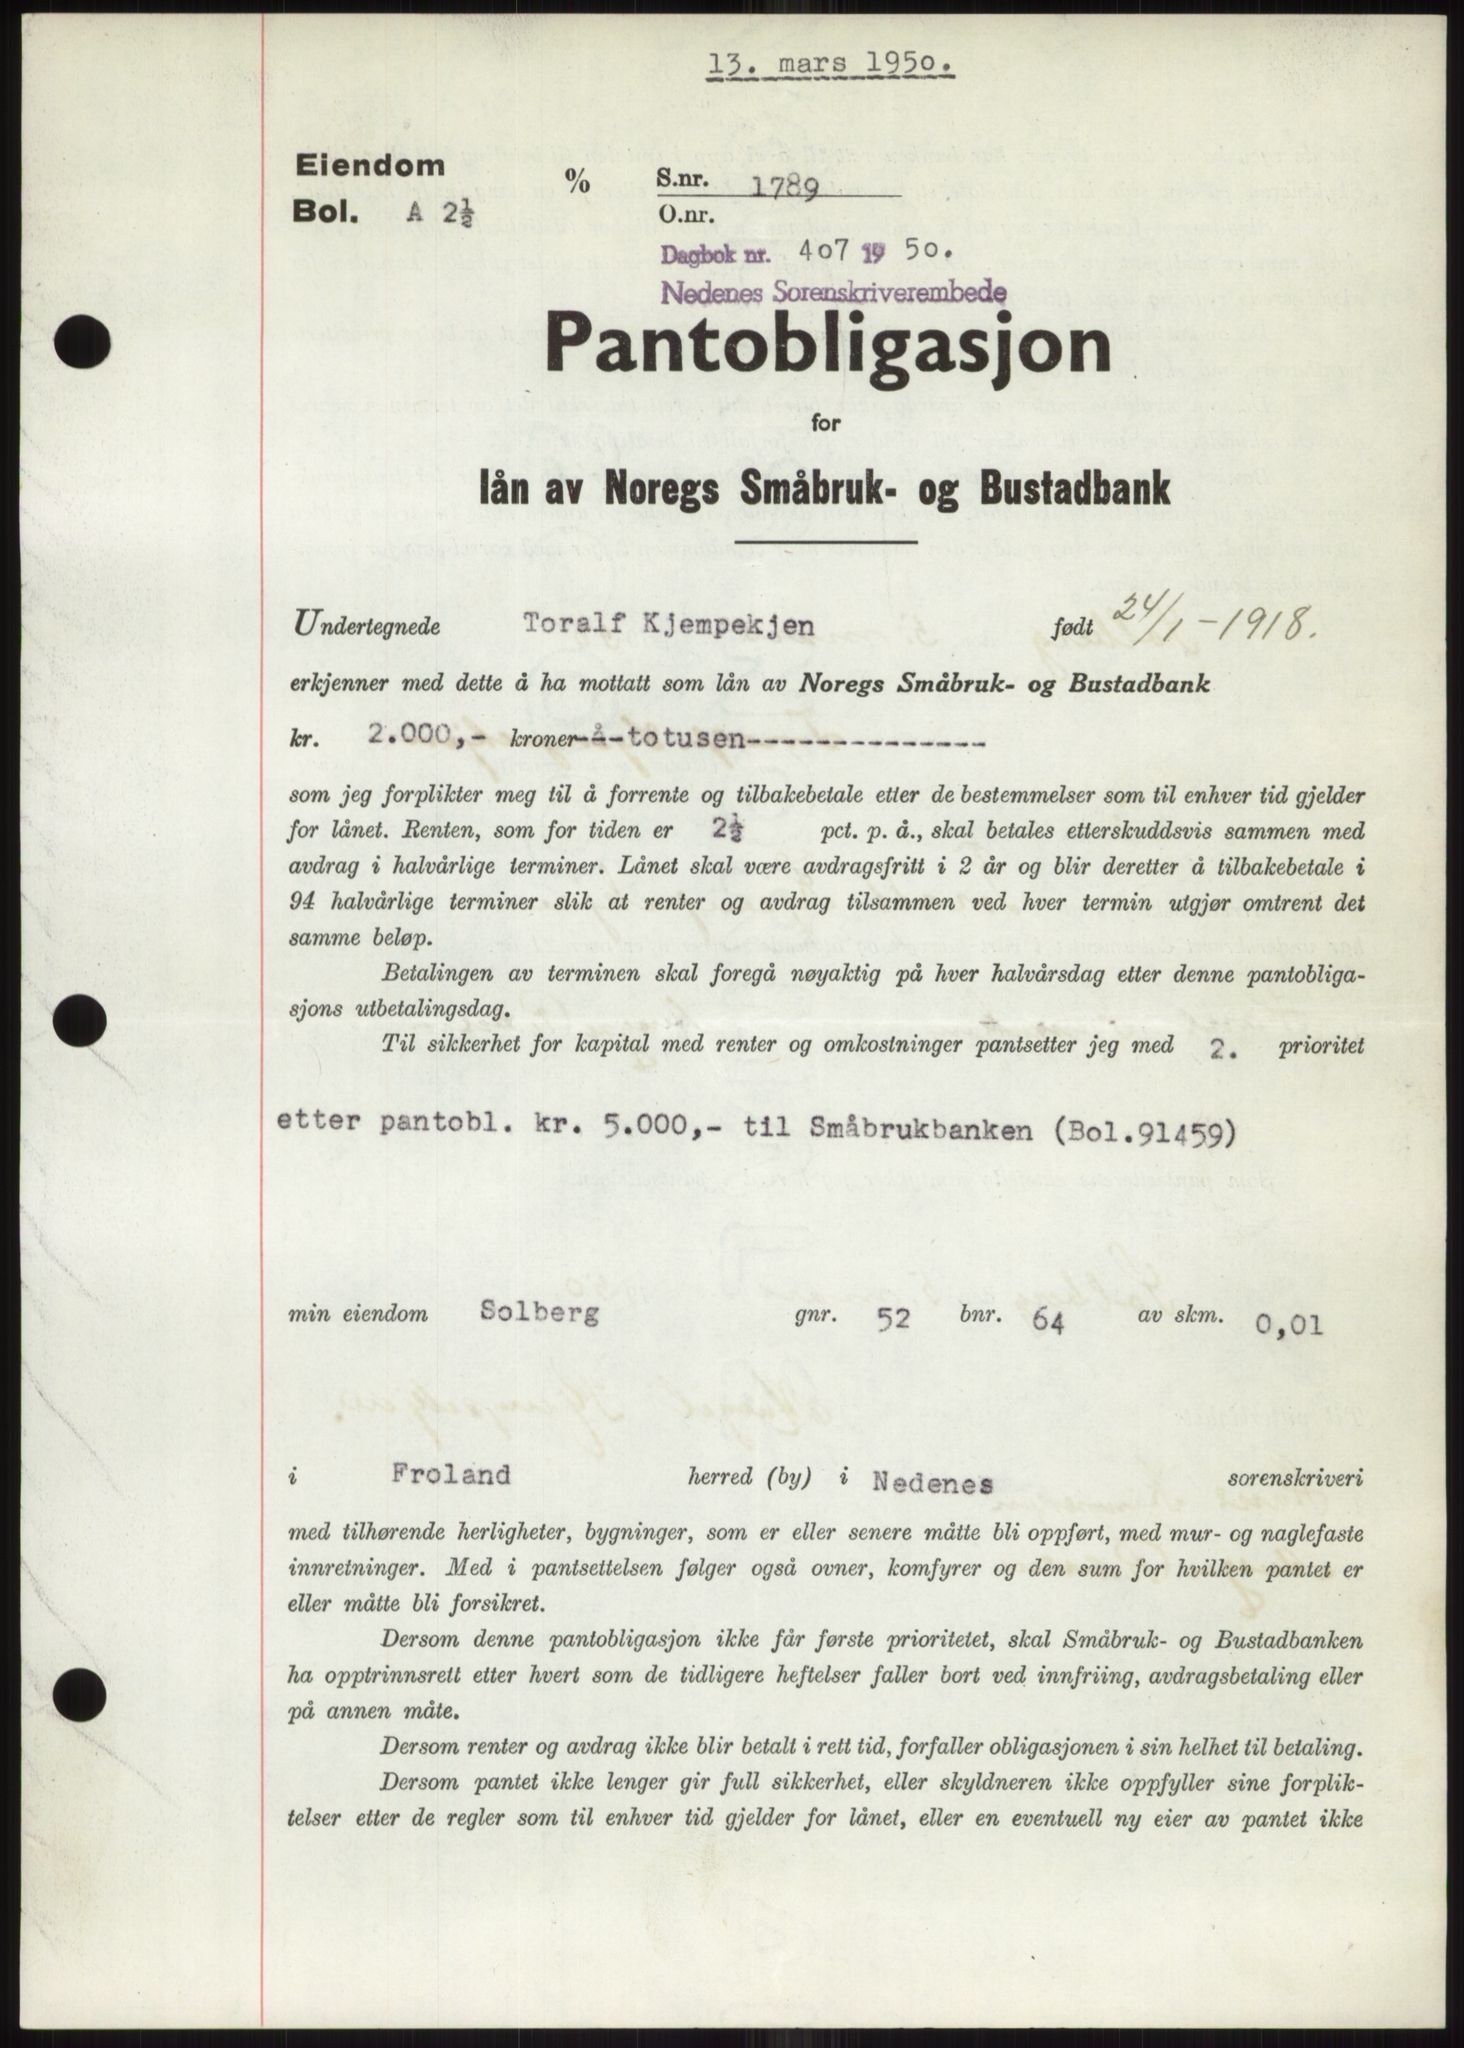 13. mars 1950.
Eiendom
Bol. A 2½
% S.nr. 1789
O.nr.
Dagbok nr. 407 19 50.
Nedenes Sorenskriverembede
Pantobligasjon
for
lån av Noregs Småbruk- og Bustadbank
Undertegnede Toralf Kjempekjen født 24/1-1918.
erkjenner med dette å ha mottatt som lån av Noregs Småbruk- og Bustadbank
kr. 2.000,- kroner-å-totusen---------------
som jeg forplikter meg til å forrente og tilbakebetale etter de bestemmelser som til enhver tid gjelder
for lånet. Renten, som for tiden er 2½ pct. p. å., skal betales etterskuddsvis sammen med
avdrag i halvårlige terminer. Lånet skal være avdragsfritt i 2 år og blir deretter å tilbakebetale i
94 halvårlige terminer slik at renter og avdrag tilsammen ved hver termin utgjør omtrent det
samme beløp.
Betalingen av terminen skal foregå nøyaktig på hver halvårsdag etter denne pantobliga-
sjons utbetalingsdag.
Til sikkerhet for kapital med renter og omkostninger pantsetter jeg med 2. prioritet
etter pantobl. kr. 5.000,- til Småbrukbanken (Bol.91459)
min eiendom Solberg gnr. 52 bnr. 64 av skm. 0,01
i Froland herred (by) i Nedenes sorenskriveri
med tilhørende herligheter, bygninger, som er eller senere måtte bli oppført, med mur- og naglefaste
innretninger. Med i pantsettelsen følger også ovner, komfyrer og den sum for hvilken pantet er
eller måtte bli forsikret.
Dersom denne pantobligasjon ikke får første prioritetet, skal Småbruk- og Bustadbanken
ha opptrinnsrett etter hvert som de tidligere heftelser faller bort ved innfriing, avdragsbetaling eller
på annen måte.
Dersom renter og avdrag ikke blir betalt i rett tid, forfaller obligasjonen i sin helhet til betaling.
Dersom pantet ikke lenger gir full sikkerhet, eller skyldneren ikke oppfyller sine forplik-
telser etter de regler som til enhver tid gjelder for lånet, eller en eventuell ny eier av pantet ikke